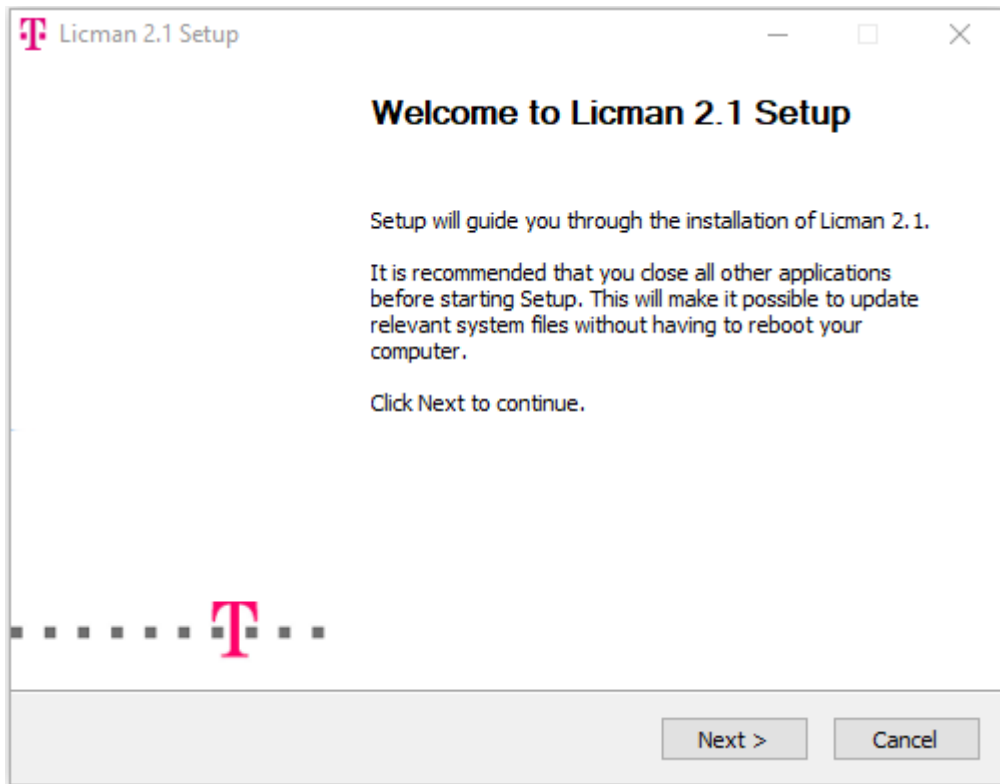 Licman 2.1 Setup
Welcome to Licman 2.1 Setup
Setup will guide you through the installation of Licman 2.1.
It is recommended that you close all other applications
before starting Setup. This will make it possible to update
relevant system files without having to reboot your
computer.
Click Next to continue.
T
Next >
Cancel